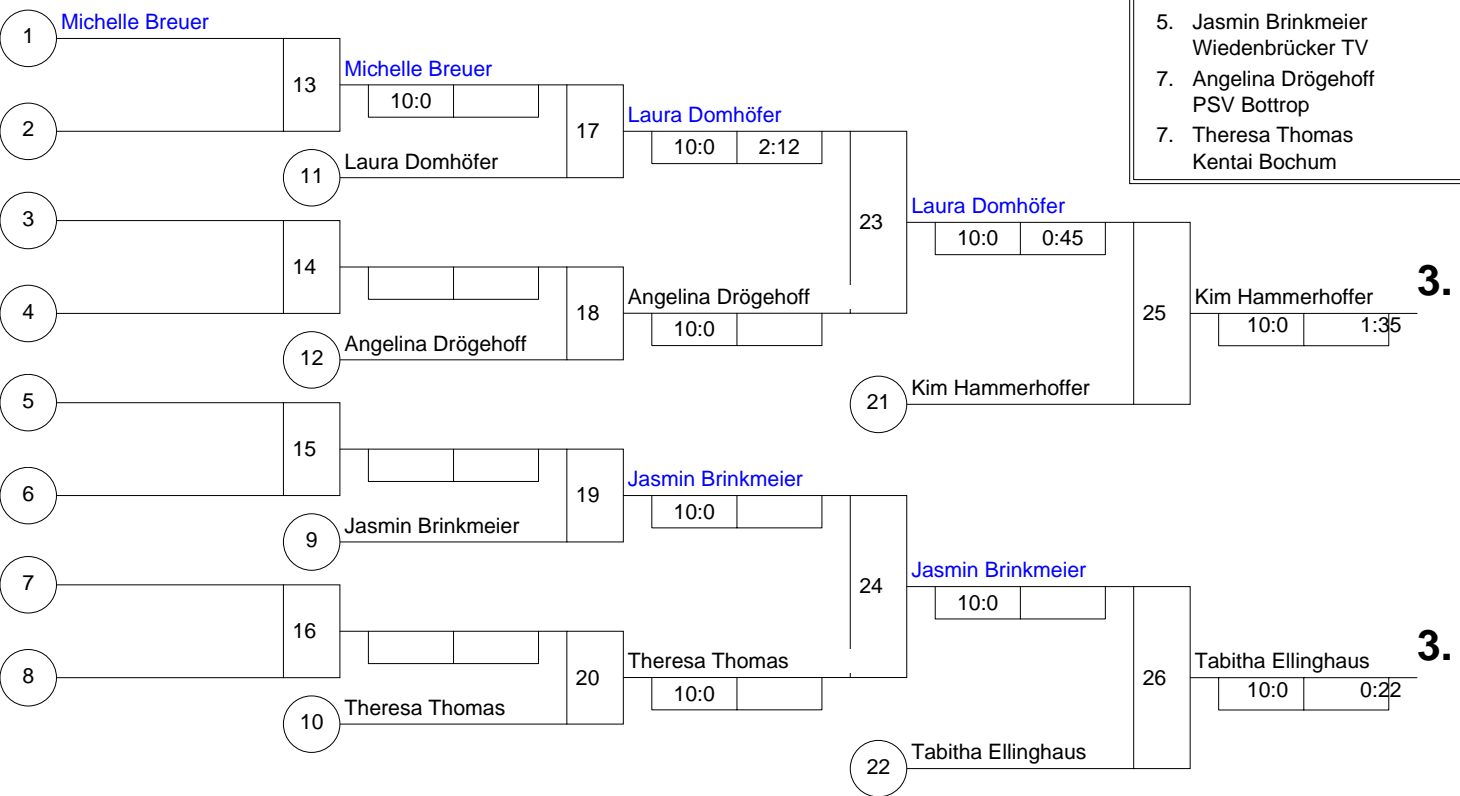 5. Jasmin Brinkmeier
Wiedenbrücker TV
7. Angelina Drögehoff
PSV Bottrop
7. Theresa Thomas
Kentai Bochum
1 Michelle Breuer
13
Michelle Breuer
10:0
2
17
Laura Domhöfer
10:0 2:12
11 Laura Domhöfer
3
23
Laura Domhöfer
10:0 0:45
14
4
18
Angelina Drögehoff
10:0
12 Angelina Drögehoff
25
Kim Hammerhoffer
10:0 1:35
3.
5
21 Kim Hammerhoffer
15
6
19
Jasmin Brinkmeier
10:0
9 Jasmin Brinkmeier
7
24
Jasmin Brinkmeier
10:0
16
8
20
Theresa Thomas
10:0
10 Theresa Thomas
26
Tabitha Ellinghaus
10:0 0:22
3.
22 Tabitha Ellinghaus